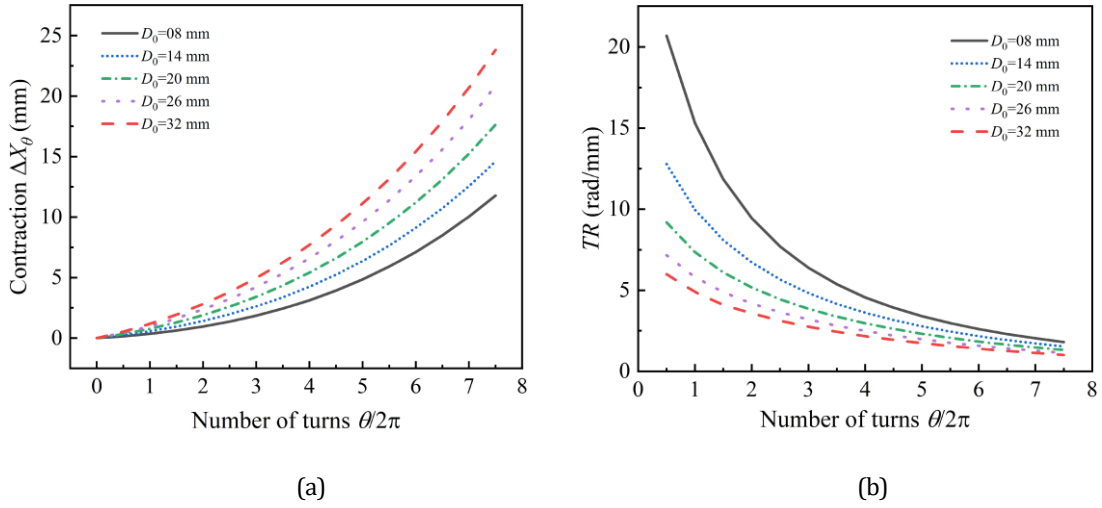 25
20
15
10
5
0
0 1 2 3 4 5 6 7 8
Contraction ΔX_θ (mm)
Number of turns θ/2π
D₀=08 mm
D₀=14 mm
D₀=20 mm
D₀=26 mm
D₀=32 mm
(a)
20
15
10
5
0
0 1 2 3 4 5 6 7 8
TR (rad/mm)
Number of turns θ/2π
D₀=08 mm
D₀=14 mm
D₀=20 mm
D₀=26 mm
D₀=32 mm
(b)